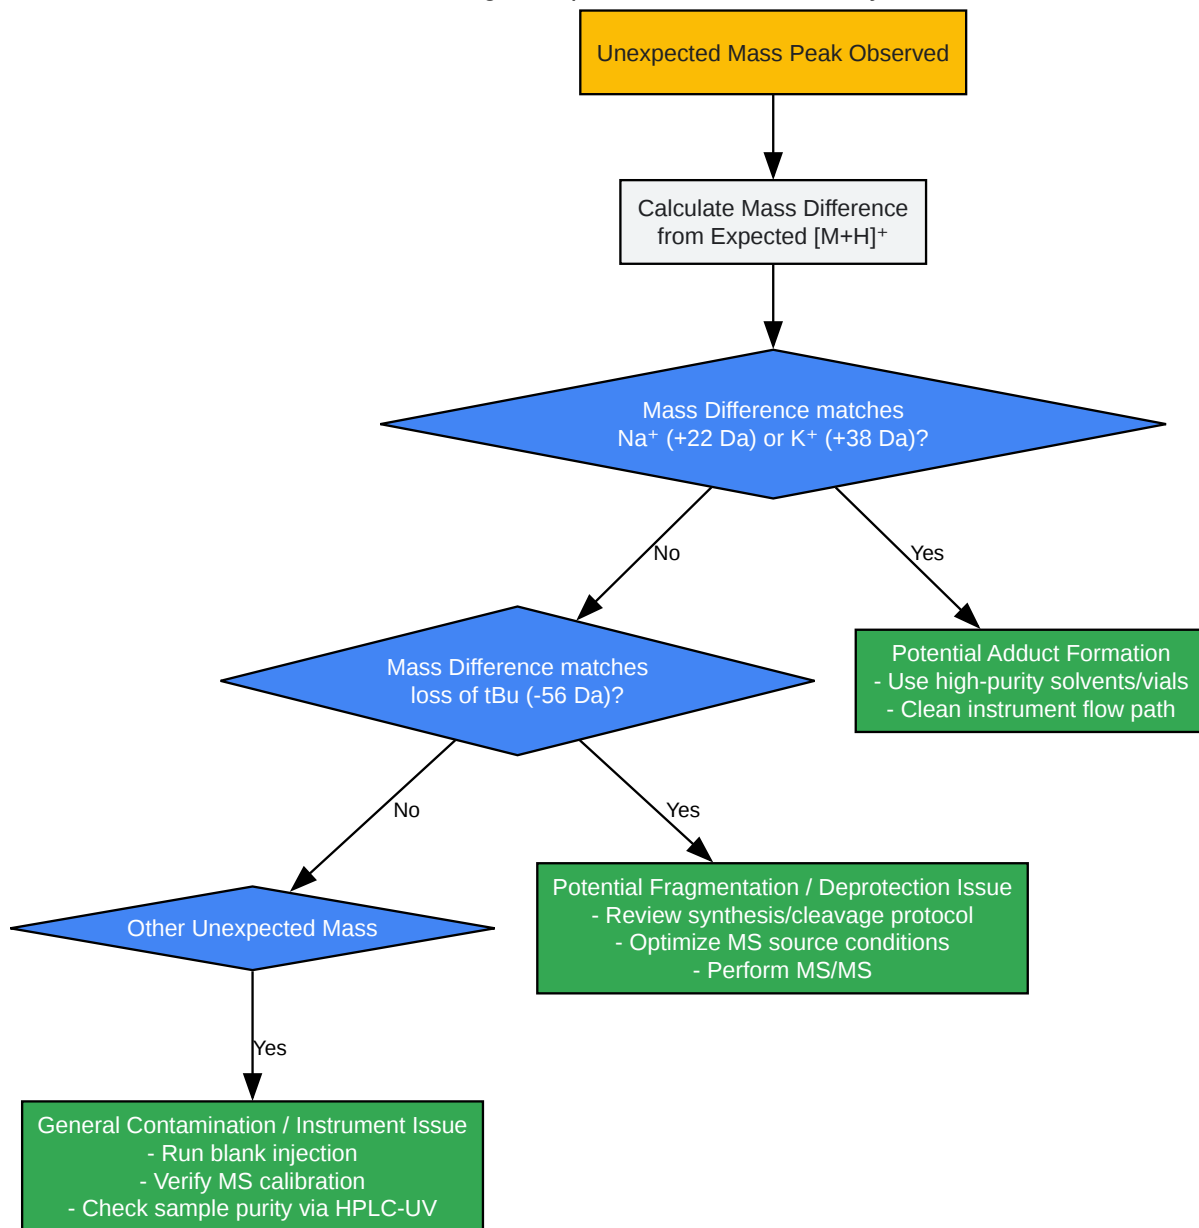 Unexpected Mass Peak Observed
Calculate Mass Difference
from Expected [M+H]⁺
Mass Difference matches
Na⁺ (+22 Da) or K⁺ (+38 Da)?
No
Yes
Mass Difference matches
loss of tBu (-56 Da)?
Potential Adduct Formation
- Use high-purity solvents/vials
- Clean instrument flow path
No
Yes
Other Unexpected Mass
Potential Fragmentation / Deprotection Issue
- Review synthesis/cleavage protocol
- Optimize MS source conditions
- Perform MS/MS
Yes
General Contamination / Instrument Issue
- Run blank injection
- Verify MS calibration
- Check sample purity via HPLC-UV